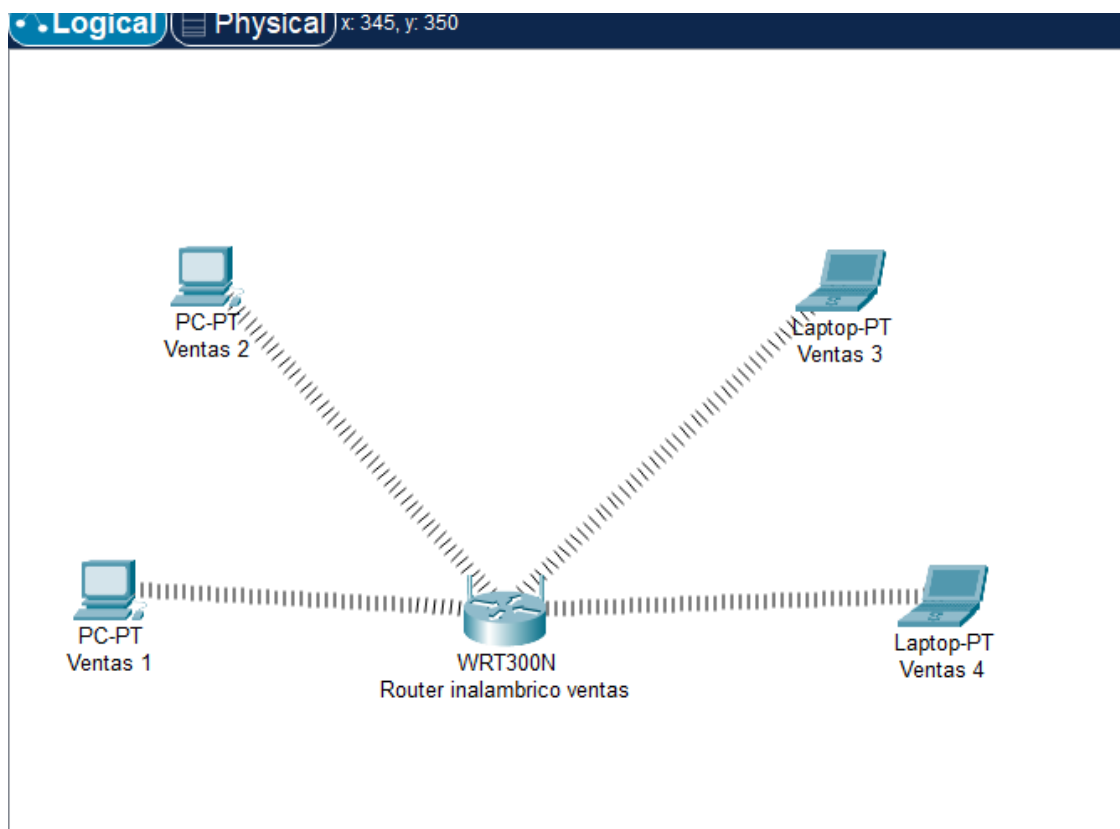 Logical Physical x: 345, y: 350
PC-PT
Ventas 2
Laptop-PT
Ventas 3
PC-PT
Ventas 1
WRT300N
Router inalambrico ventas
Laptop-PT
Ventas 4